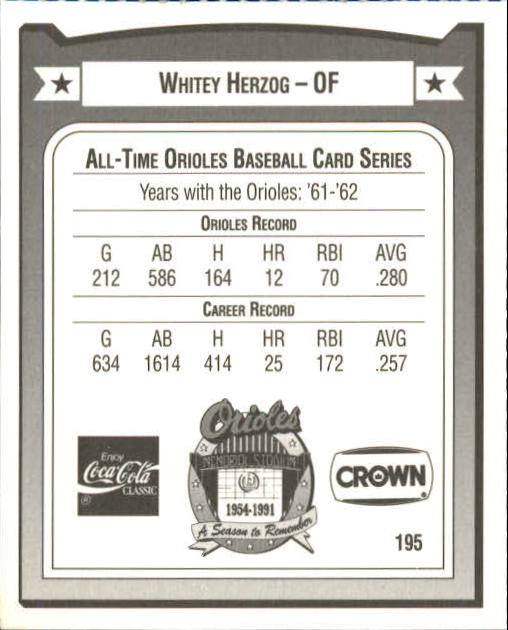 WHITEY HERZOG – OF
ALL-TIME ORIOLES BASEBALL CARD SERIES
Years with the Orioles: '61-'62
ORIOLES RECORD
G AB H HR RBI AVG
212 586 164 12 70 .280
CAREER RECORD
G AB H HR RBI AVG
634 1614 414 25 172 .257
Orioles
MEMORIAL STADIUM
1954-1991
A Season to Remember
Enjoy
Coca-Cola
CLASSIC
®
CROWN
®
195